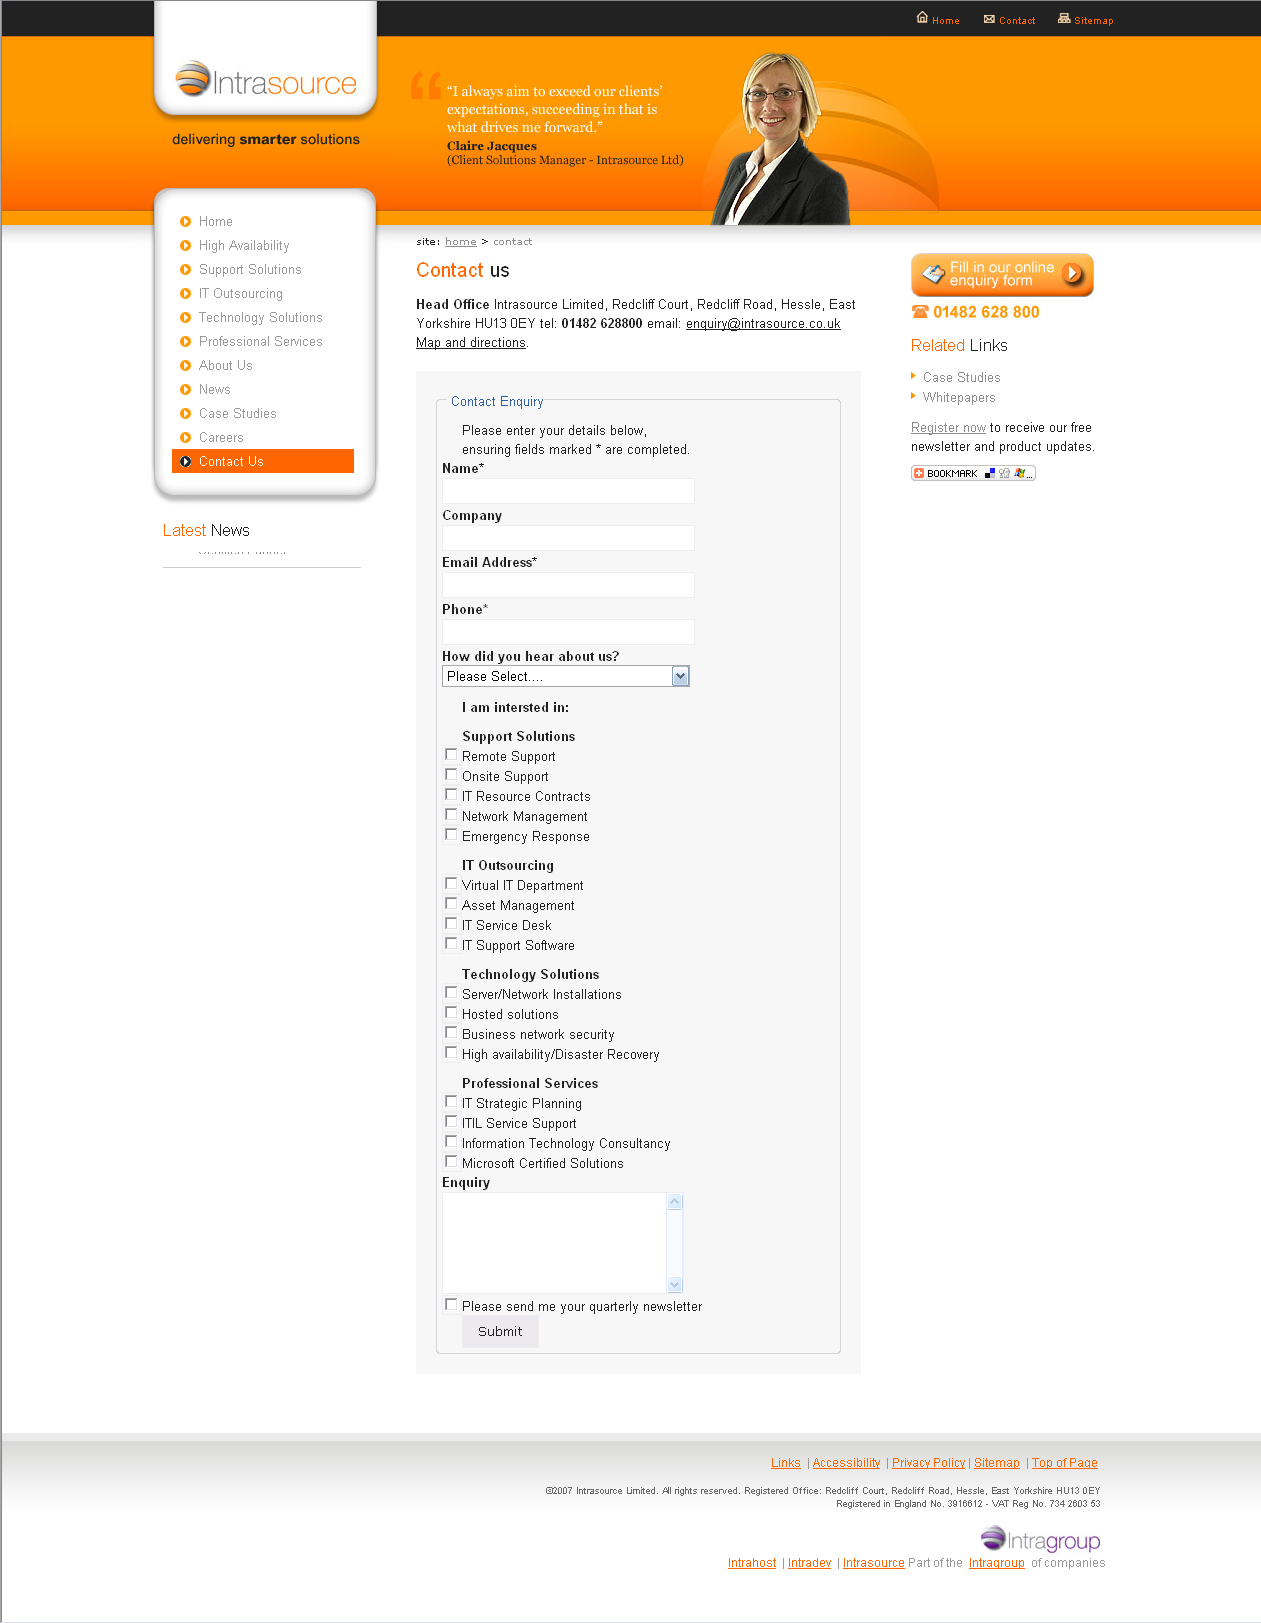 Home Contact Sitemap
Intrasource
delivering smarter solutions
“I always aim to exceed our clients’
expectations, succeeding in that is
what drives me forward.”
Claire Jacques
(Client Solutions Manager - Intrasource Ltd)
Home
High Availability
Support Solutions
IT Outsourcing
Technology Solutions
Professional Services
About Us
News
Case Studies
Careers
Contact Us
Latest News
site: home > contact
Contact us
Head Office Intrasource Limited, Redcliff Court, Redcliff Road, Hessle, East
Yorkshire HU13 0EY tel: 01482 628800 email: enquiry@intrasource.co.uk
Map and directions.
Contact Enquiry
Please enter your details below,
ensuring fields marked * are completed.
Name*
Company
Email Address*
Phone*
How did you hear about us?
Please Select....
I am intersted in:
Support Solutions
Remote Support
Onsite Support
IT Resource Contracts
Network Management
Emergency Response
IT Outsourcing
Virtual IT Department
Asset Management
IT Service Desk
IT Support Software
Technology Solutions
Server/Network Installations
Hosted solutions
Business network security
High availability/Disaster Recovery
Professional Services
IT Strategic Planning
ITIL Service Support
Information Technology Consultancy
Microsoft Certified Solutions
Enquiry
Please send me your quarterly newsletter
Submit
Fill in our online
enquiry form
01482 628 800
Related Links
Case Studies
Whitepapers
Register now to receive our free
newsletter and product updates.
BOOKMARK ...
Links | Accessibility | Privacy Policy | Sitemap | Top of Page
©2007 Intrasource Limited. All rights reserved. Registered Office: Redcliff Court, Redcliff Road, Hessle, East Yorkshire HU13 0EY
Registered in England No. 3916612 - VAT Reg No. 734 2603 53
Intragroup
Intrahost | Intradev | Intrasource Part of the Intragroup of companies